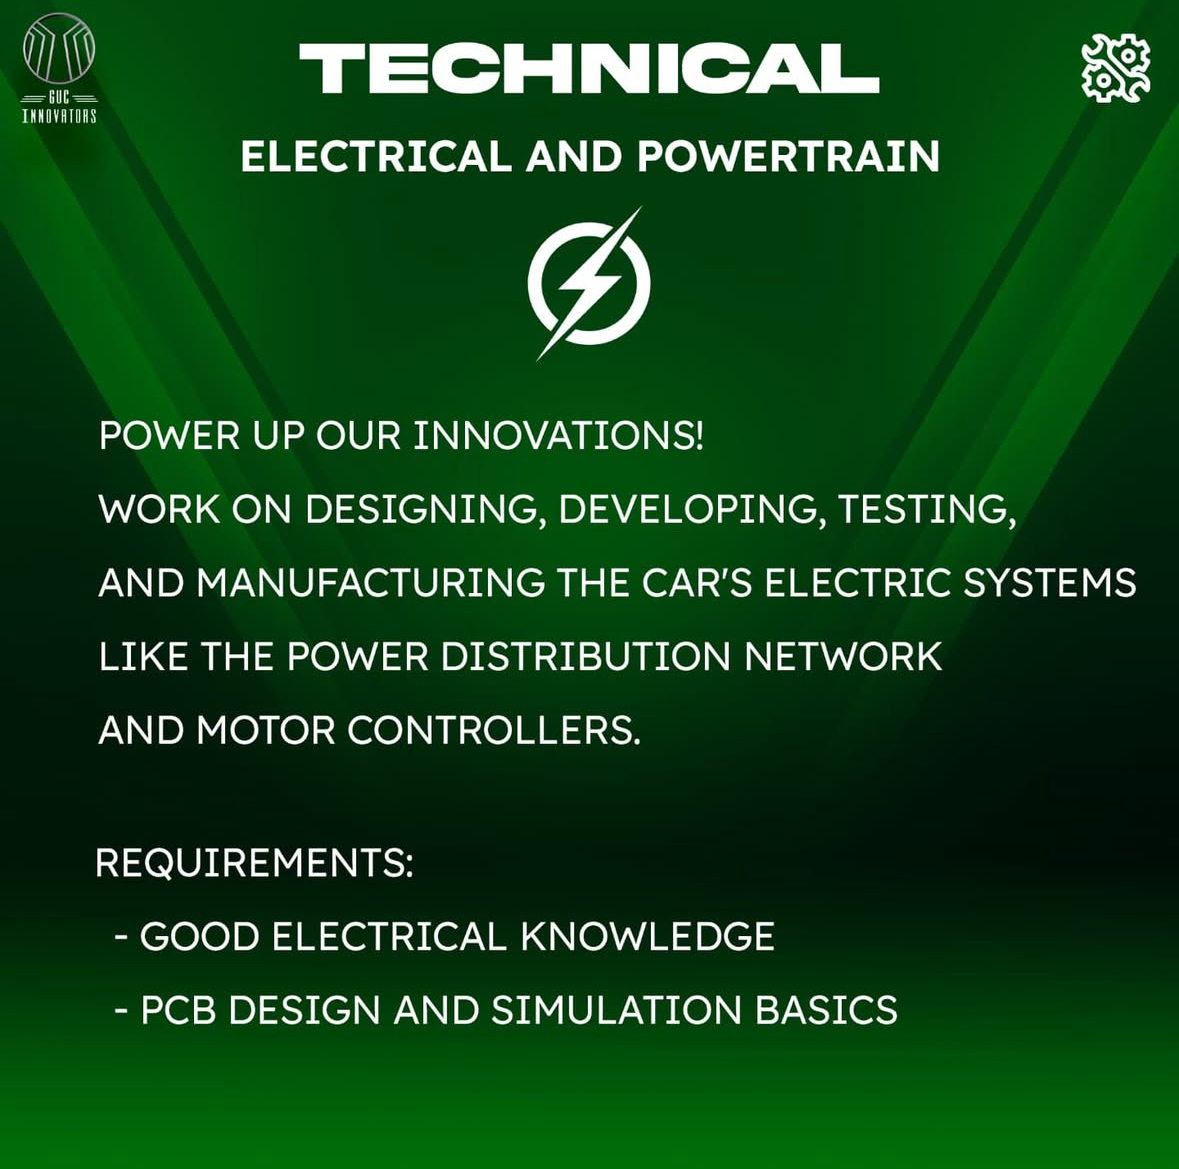 GUC
INNOVATORS
TECHNICAL
ELECTRICAL AND POWERTRAIN
POWER UP OUR INNOVATIONS!
WORK ON DESIGNING, DEVELOPING, TESTING,
AND MANUFACTURING THE CAR'S ELECTRIC SYSTEMS
LIKE THE POWER DISTRIBUTION NETWORK
AND MOTOR CONTROLLERS.
REQUIREMENTS:
- GOOD ELECTRICAL KNOWLEDGE
- PCB DESIGN AND SIMULATION BASICS